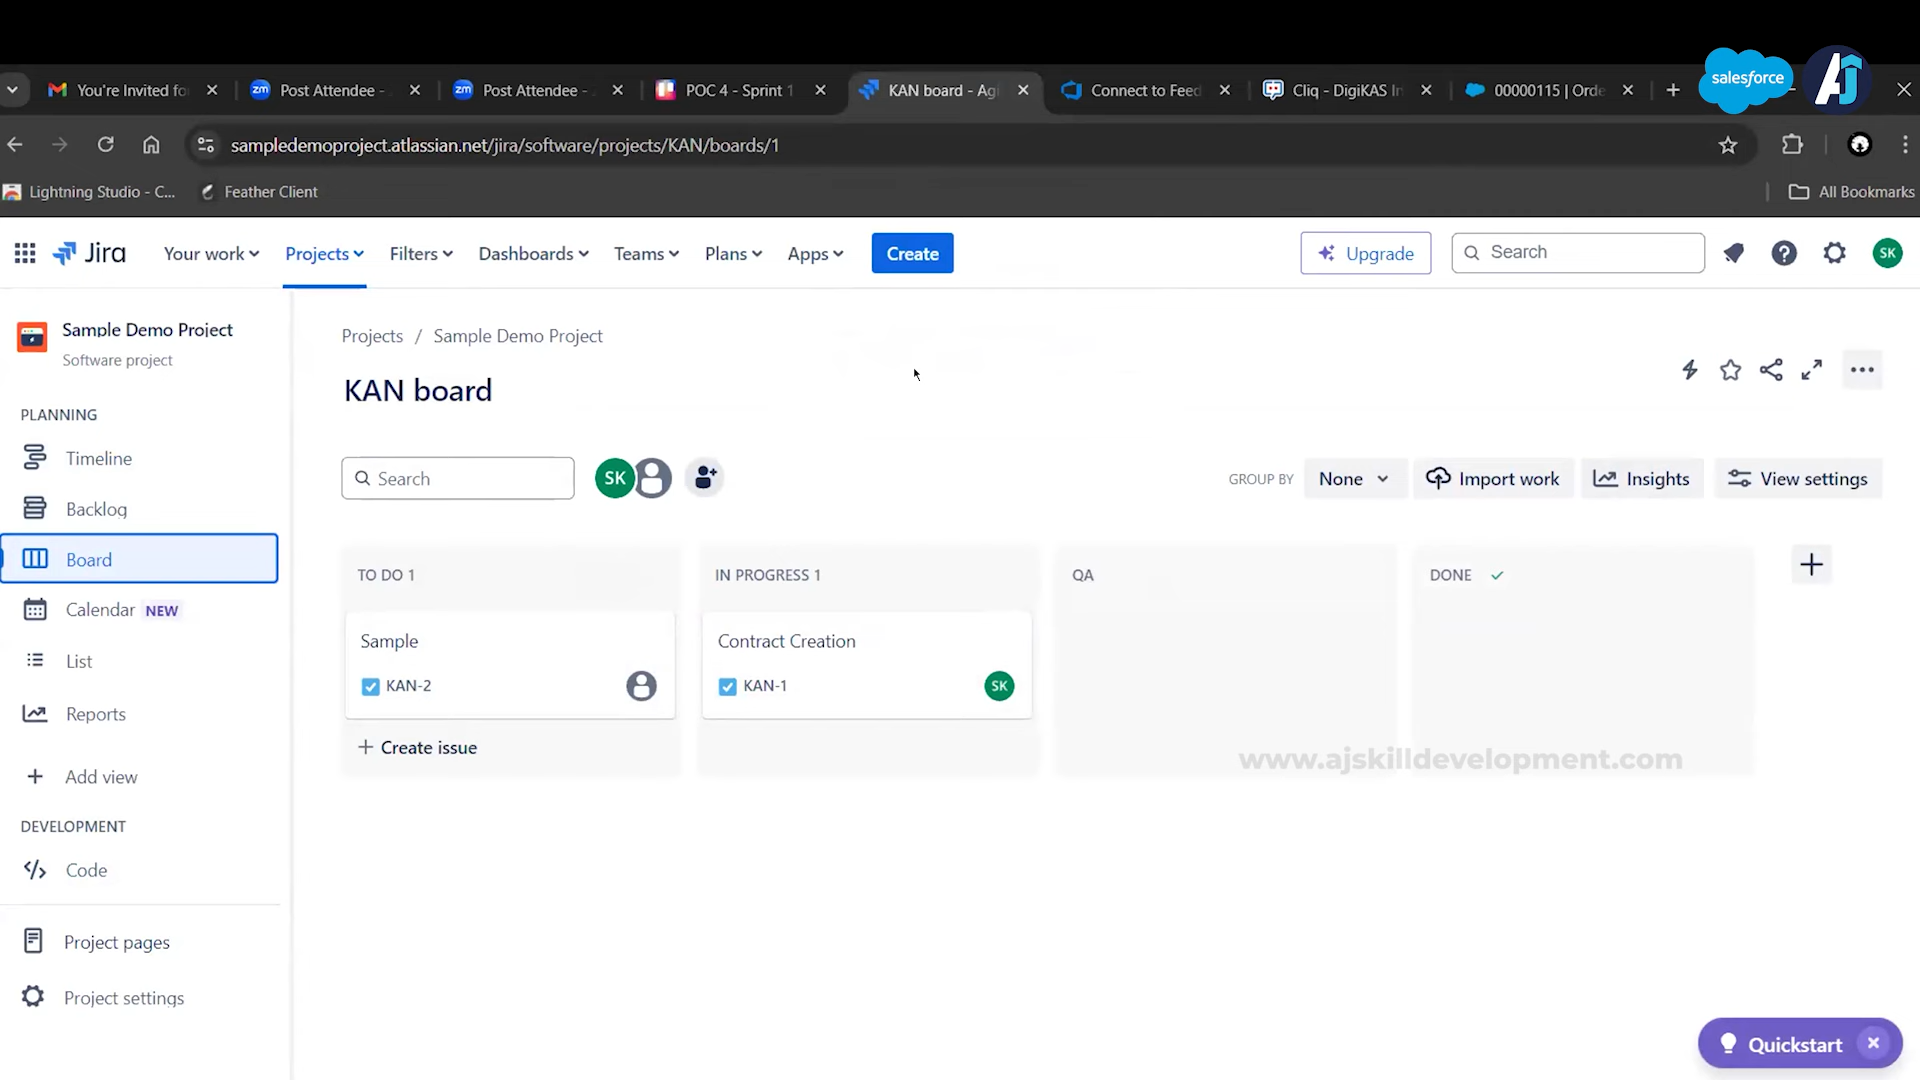 salesforce AJ
You're Invited fo
zm Post Attendee -
zm Post Attendee -
POC 4 - Sprint 1
KAN board - Agi
Connect to Feed
Cliq - DigiKAS In
00000115 | Orde
sampledemoproject.atlassian.net/jira/software/projects/KAN/boards/1
Lightning Studio - C...
Feather Client
All Bookmarks
Jira Your work Projects Filters Dashboards Teams Plans Apps Create Upgrade Search SK
Sample Demo Project
Software project
PLANNING
Timeline
Backlog
Board
Calendar NEW
List
Reports
Add view
DEVELOPMENT
Code
Project pages
Project settings
Projects / Sample Demo Project
KAN board
Search SK GROUP BY None Import work Insights View settings
TO DO 1
Sample
KAN-2
+ Create issue
IN PROGRESS 1
Contract Creation
KAN-1 SK
QA
DONE
www.ajskilldevelopment.com
Quickstart